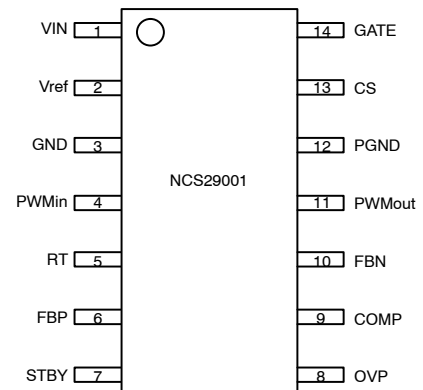 VIN 1 14 GATE
Vref 2 13 CS
GND 3 12 PGND
NCS29001
PWMin 4 11 PWMout
RT 5 10 FBN
FBP 6 9 COMP
STBY 7 8 OVP